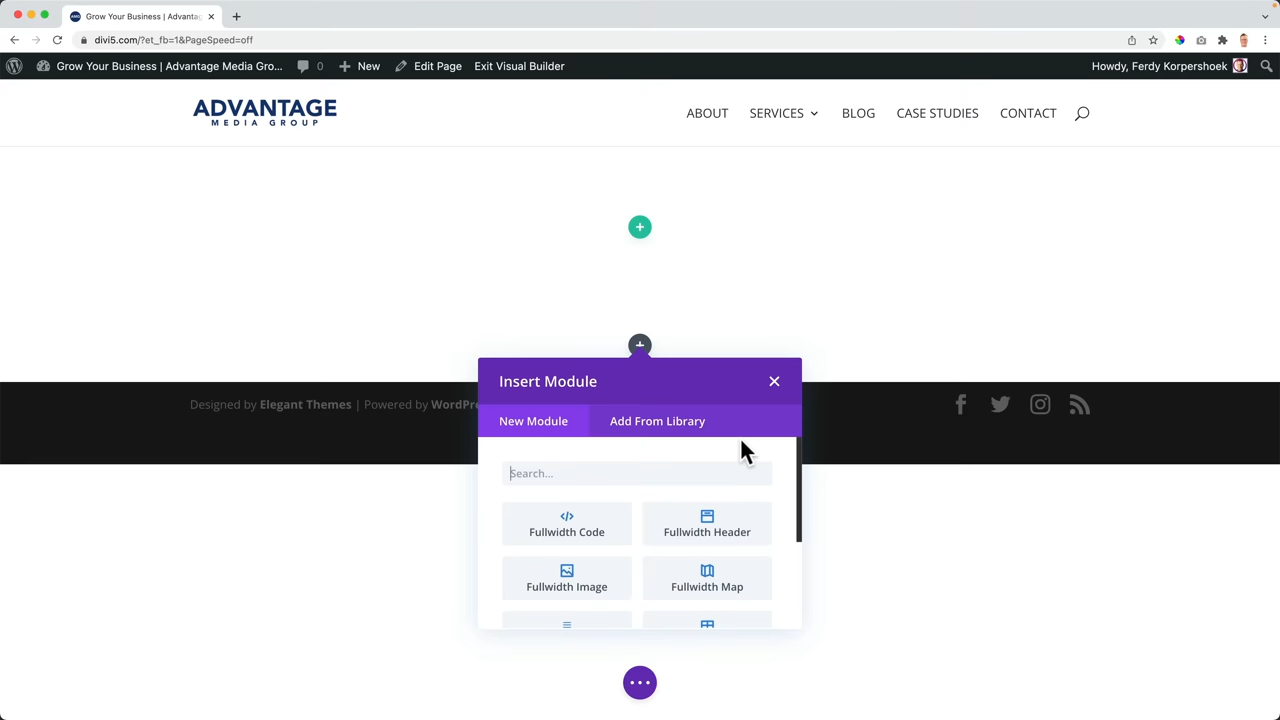 Grow Your Business | Advanta
divi5.com/?et_fb=1&PageSpeed=off
Grow Your Business | Advantage Media Gro... 0 New Edit Page Exit Visual Builder Howdy, Ferdy Korpershoek
ADVANTAGE
MEDIA GROUP
ABOUT SERVICES BLOG CASE STUDIES CONTACT
Insert Module
Designed by Elegant Themes | Powered by WordPre
New Module Add From Library
Search...
Fullwidth Code Fullwidth Header
Fullwidth Image Fullwidth Map